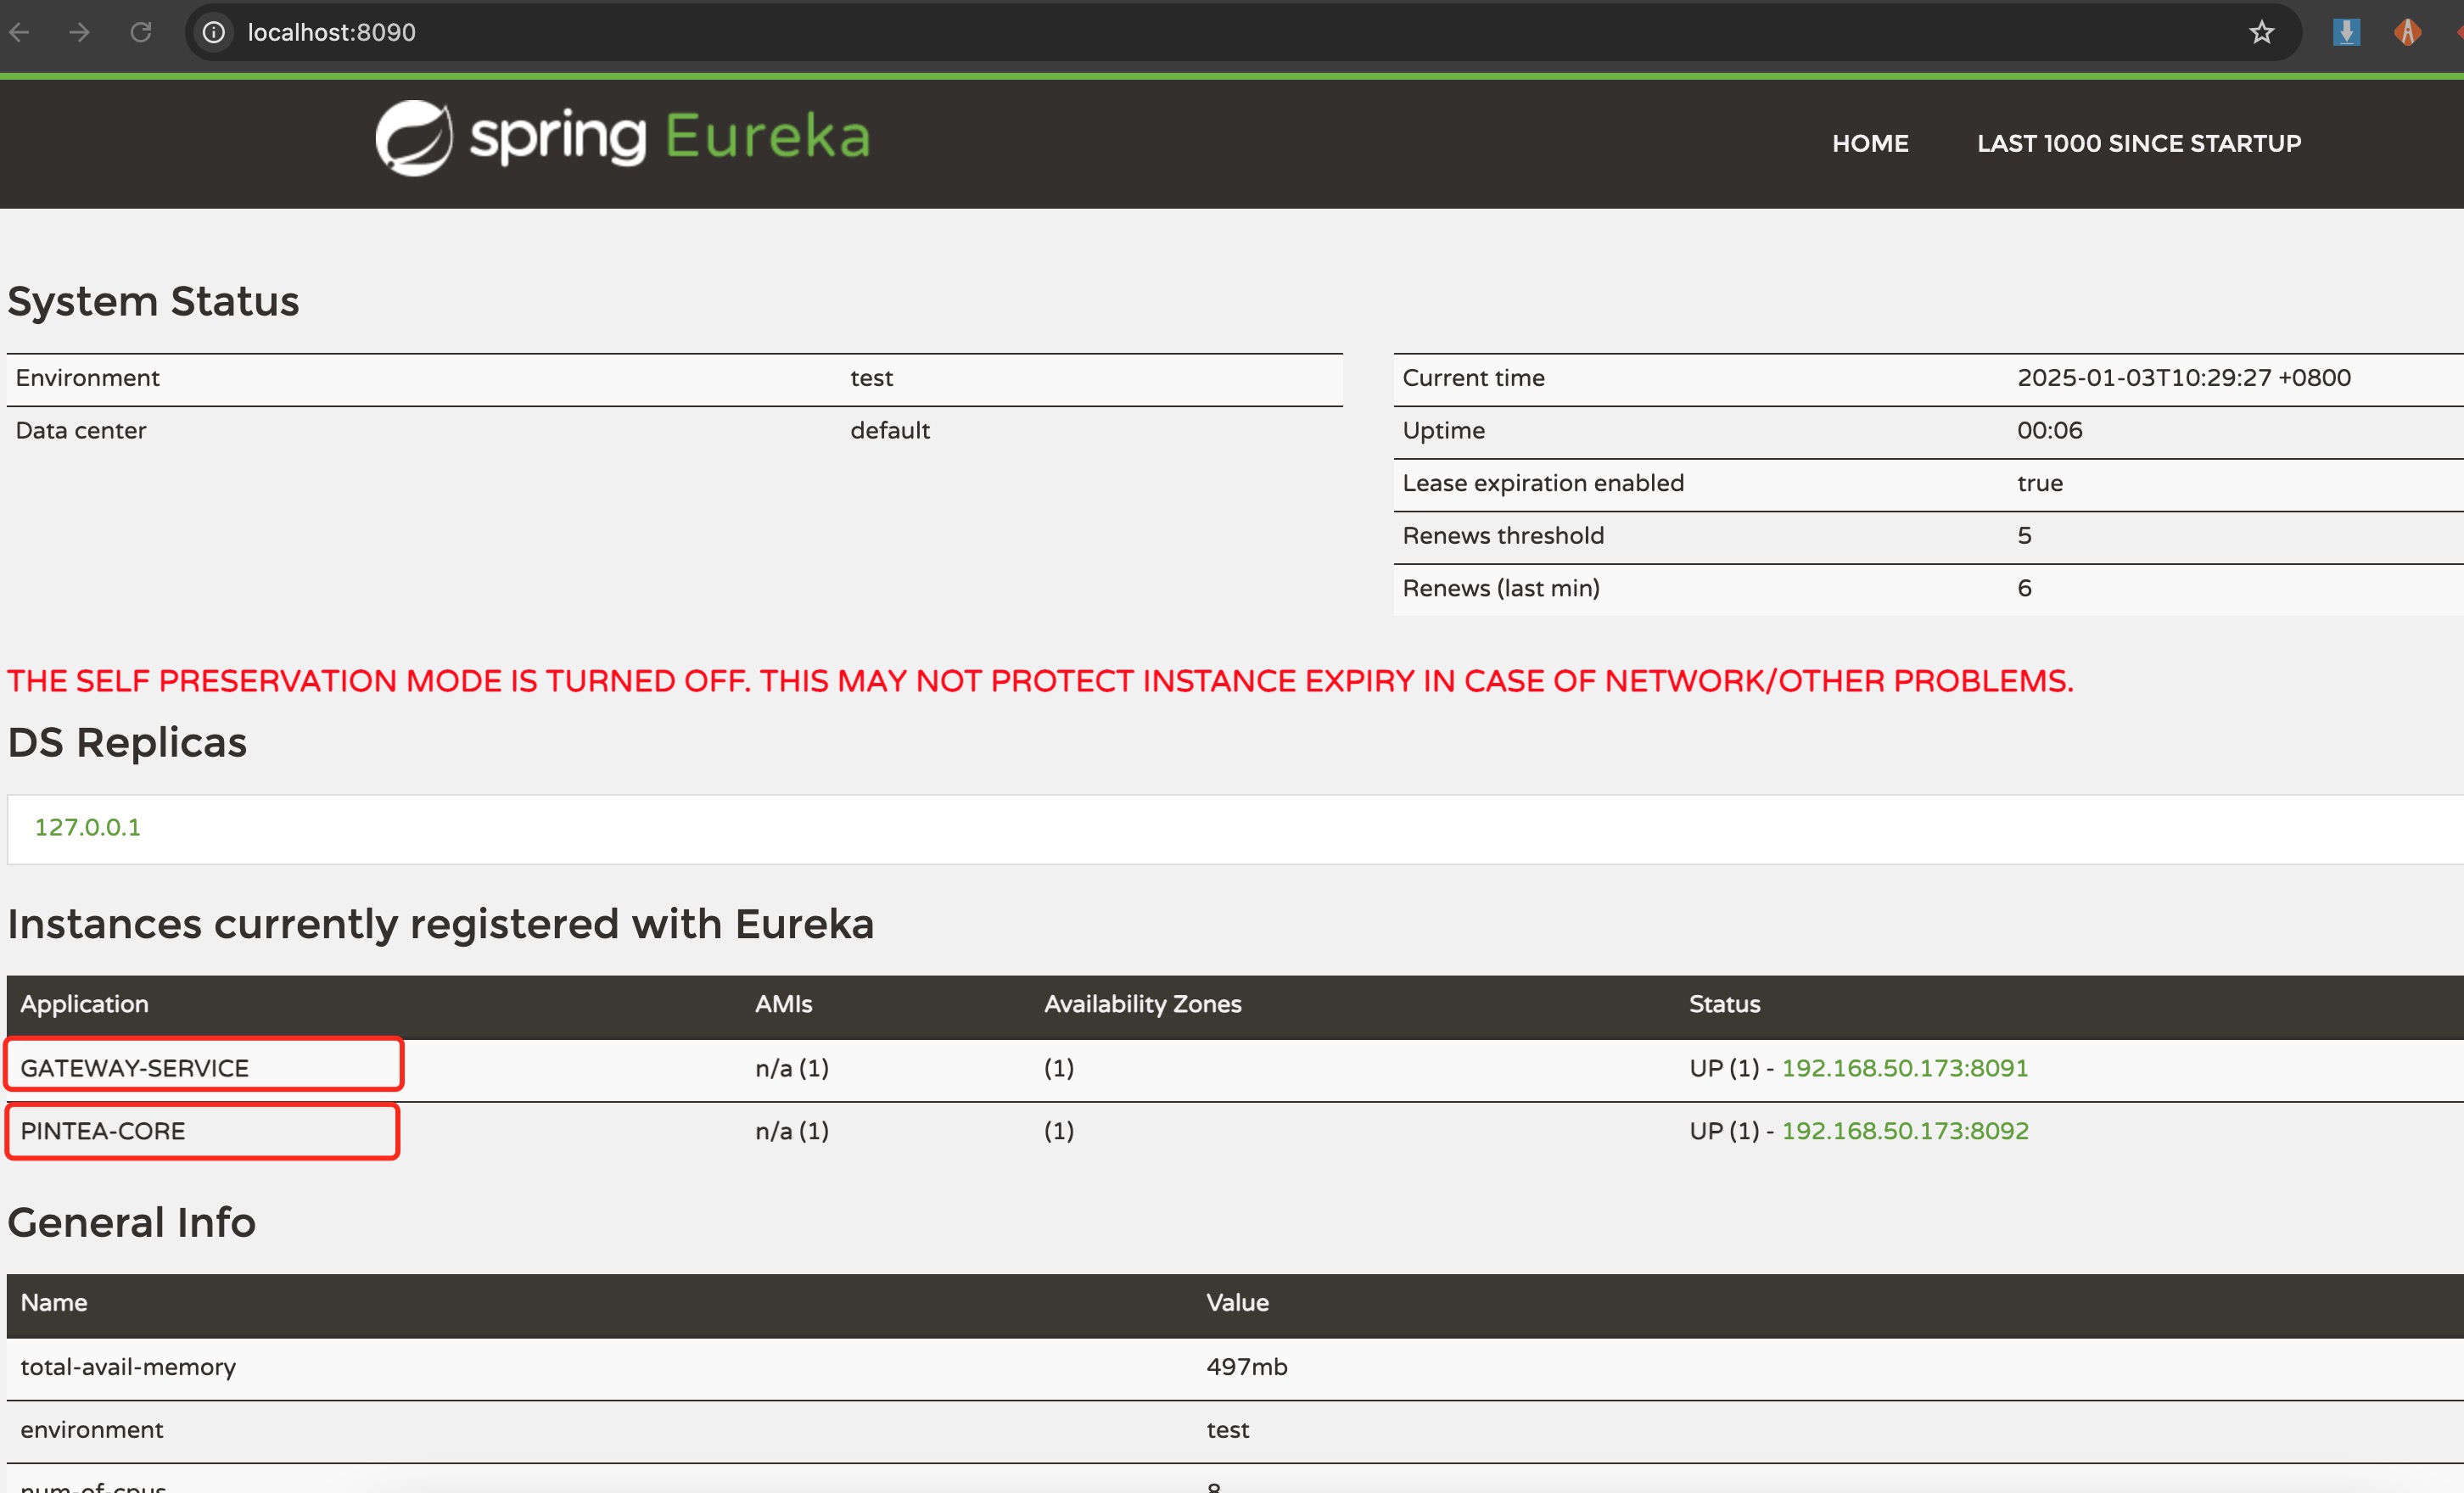 localhost:8090
spring Eureka
HOME LAST 1000 SINCE STARTUP
System Status
Environment test
Data center default
Current time 2025-01-03T10:29:27 +0800
Uptime 00:06
Lease expiration enabled true
Renews threshold 5
Renews (last min) 6
THE SELF PRESERVATION MODE IS TURNED OFF. THIS MAY NOT PROTECT INSTANCE EXPIRY IN CASE OF NETWORK/OTHER PROBLEMS.
DS Replicas
127.0.0.1
Instances currently registered with Eureka
Application AMIs Availability Zones Status
GATEWAY-SERVICE n/a (1) (1) UP (1) - 192.168.50.173:8091
PINTEA-CORE n/a (1) (1) UP (1) - 192.168.50.173:8092
General Info
Name Value
total-avail-memory 497mb
environment test
num-of-cpus 8